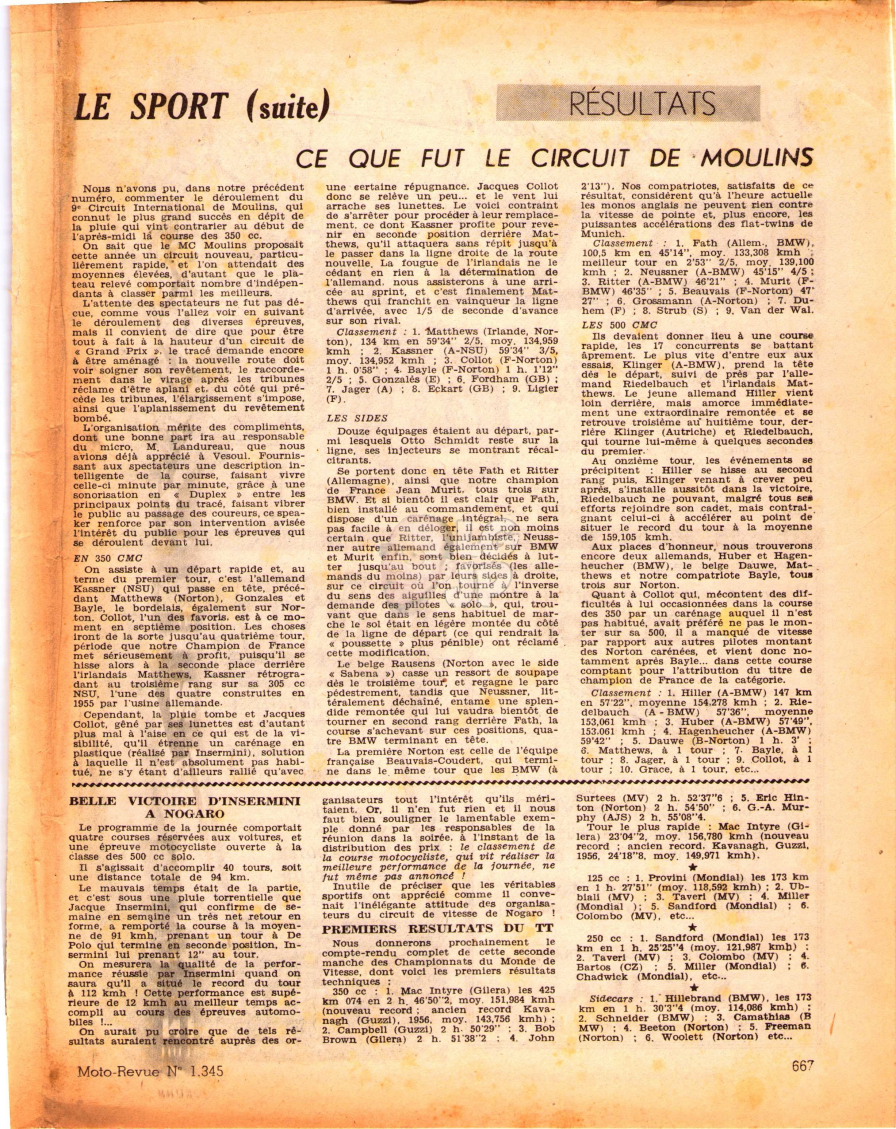 LE SPORT (suite)
RÉSULTATS
CE QUE FUT LE CIRCUIT DE MOULINS
Nous n'avons pu, dans notre précédent
numéro, commenter le déroulement du
9e Circuit International de Moulins, qui
connut le plus grand succès en dépit de
la pluie qui vint contrarier au début de
l'après-midi la course des 350 cc.
On sait que le MC Moulins proposait
cette année un circuit nouveau, particu-
lièrement rapide, et l'on attendait des
moyennes élevées, d'autant que le pla-
teau relevé comportait nombre d'indépen-
dants à classer parmi les meilleurs.
L'attente des spectateurs ne fut pas dé-
çue, comme vous l'allez voir en suivant
le déroulement des diverses épreuves,
mais il convient de dire que pour être
tout à fait à la hauteur d'un circuit de
« Grand Prix », le tracé demande encore
à être aménagé : la nouvelle route doit
voir soigner son revêtement, le raccorde-
ment dans le virage après les tribunes
réclame d'être aplani et, du côté qui pré-
cède les tribunes, l'élargissement s'impose,
ainsi que l'aplanissement du revêtement
bombé.
L'organisation mérite des compliments,
dont une bonne part ira au responsable
du micro, M. Landureau, que nous
avions déjà apprécié à Vesoul. Fournis-
sant aux spectateurs une description in-
telligente de la course, faisant vivre
celle-ci minute par minute, grâce à une
sonorisation en « Duplex » entre les
principaux points du tracé, faisant vibrer
le public au passage des coureurs, ce spea-
ker renforce par son intervention avisée
l'intérêt du public pour les épreuves qui
se déroulent devant lui.
EN 350 CMC
On assiste à un départ rapide et, au
terme du premier tour, c'est l'allemand
Kassner (NSU) qui passe en tête, précé-
dant Matthews (Norton), Gonzales et
Bayle, le bordelais, également sur Nor-
ton. Collot, l'un des favoris, est à ce mo-
ment en septième position. Les choses
iront de la sorte jusqu'au quatrième tour,
période que notre Champion de France
met sérieusement à profit, puisqu'il se
hisse alors à la seconde place derrière
l'irlandais Matthews, Kassner rétrogra-
dant au troisième rang sur sa 305 cc
NSU, l'une des quatre construites en
1955 par l'usine allemande.
Cependant, la pluie tombe et Jacques
Collot, gêné par ses lunettes est d'autant
plus mal à l'aise en ce qui est de la vi-
sibilité, qu'il étrenne un carénage en
plastique (réalisé par Insermini), solution
à laquelle il n'est absolument pas habi-
tué, ne s'y étant d'ailleurs rallié qu'avec
une certaine répugnance. Jacques Collot
donc se relève un peu... et le vent lui
arrache ses lunettes. Le voici contraint
de s'arrêter pour procéder à leur remplace-
ment, ce dont Kassner profite pour reve-
nir en seconde position derrière Mat-
thews, qu'il attaquera sans répit jusqu'à
le passer dans la ligne droite de la route
nouvelle. La fougue de l'irlandais ne le
cédant en rien à la détermination de
l'allemand, nous assisterons à une arri-
cée au sprint, et c'est finalement Mat-
thews qui franchit en vainqueur la ligne
d'arrivée, avec 1/5 de seconde d'avance
sur son rival.
Classement : 1. Matthews (Irlande, Nor-
ton), 134 km en 59'34" 2/5, moy, 134,959
kmh ; 2. Kassner (A-NSU) 59'34" 3/5,
moy. 134,952 kmh ; 3. Collot (F-Norton)
1 h. 0'58" ; 4. Bayle (F-Norton) 1 h. 1'12"
2/5 ; 5. Gonzalés (E) ; 6. Fordham (GB) ;
7. Jager (A) ; 8. Eckart (GB) ; 9. Ligier
(F).
LES SIDES
Douze équipages étaient au départ, par-
mi lesquels Otto Schmidt reste sur la
ligne, ses injecteurs se montrant récal-
citrants.
Se portent donc en tête Fath et Ritter
(Allemagne), ainsi que notre champion
de France Jean Murit, tous trois sur
BMW. Et si bientôt il est clair que Fath,
bien installé au commandement, et qui
dispose d'un carénage intégral, ne sera
pas facile à en déloger, il est non moins
certain que Ritter, l'unijambiste, Neuss-
ner autre allemand également sur BMW
et Murit enfin, sont bien décidés à lut-
ter jusqu'au bout ; favorisés (les alle-
mands du moins) par leurs sides à droite,
sur ce circuit où l'on tourne à l'inverse
du sens des aiguilles d'une montre à la
demande des pilotes « solo », qui, trou-
vant que dans le sens habituel de mar-
che le sol était en légère montée du côté
de la ligne de départ (ce qui rendrait la
« poussette » plus pénible) ont réclamé
cette modification.
Le belge Rausens (Norton avec le side
« Sabena ») casse un ressort de soupape
dès le troisième tour, et regagne le parc
pédestrement, tandis que Neussner, lit-
téralement déchaîné, entame une splen-
dide remontée qui lui vaudra bientôt de
tourner en second rang derrière Fath, la
course s'achevant sur ces positions, qua-
tre BMW terminant en tête.
La première Norton est celle de l'équipe
française Beauvais-Coudert, qui termi-
ne dans le même tour que les BMW (à
2'13"). Nos compatriotes, satisfaits de ce
résultat, considèrent qu'à l'heure actuelle
les monos anglais ne peuvent rien contre
la vitesse de pointe et, plus encore, les
puissantes accélérations des flat-twins de
Munich.
Classement : 1. Fath (Allem., BMW),
100,5 km en 45'14", moy. 133,308 kmh ;
meilleur tour en 2'53" 2/5, moy, 139,100
kmh ; 2. Neussner (A-BMW) 45'15" 4/5 ;
3. Ritter (A-BMW) 46'21" ; 4. Murit (F-
BMW) 46'35" ; 5. Beauvais (F-Norton) 47'
27" ; 6. Grossmann (A-Norton) ; 7. Du-
hem (F) ; 8. Strub (S) ; 9. Van der Wal.
LES 500 CMC
Ils devaient donner lieu à une course
rapide, les 17 concurrents se battant
âprement. Le plus vite d'entre eux aux
essais, Klinger (A-BMW), prend la tête
dès le départ, suivi de prés par l'alle-
mand Riedelbauch et l'irlandais Mat-
thews. Le jeune allemand Hiller vient
loin derrière, mais amorce immédiate-
ment une extraordinaire remontée et se
retrouve troisième au huitième tour, der-
rière Klinger (Autriche) et Riedelbauch,
qui tourne lui-même à quelques secondes
du premier.
Au onzième tour, les événements se
précipitent : Hiller se hisse au second
rang puis, Klinger venant à crever peu
après, s'installe aussitôt dans la victoire,
Riedelbauch ne pouvant, malgré tous ses
efforts rejoindre son cadet, mais contrai-
gnant celui-ci à accélérer au point de
situer le record du tour à la moyenne
de 159,105 kmh.
Aux places d'honneur, nous trouverons
encore deux allemands, Huber et Hagen-
heucher (BMW), le belge Dauwe, Mat-
thews et notre compatriote Bayle, tous
trois sur Norton.
Quant à Collot qui, mécontent des dif-
ficultés à lui occasionnées dans la course
des 350 par un carénage auquel il n'est
pas habitué, avait préféré ne pas le mon-
ter sur sa 500, il a manqué de vitesse
par rapport aux autres pilotes montant
des Norton carénées, et vient donc no-
tamment après Bayle... dans cette course
comptant pour l'attribution du titre de
champion de France de la catégorie.
Classement : 1. Hiller (A-BMW) 147 km
en 57'22", moyenne 154.278 kmh ; 2. Rie-
delbauch (A - BMW) 57'36", moyenne
153,061 kmh ; 3. Huber (A-BMW) 57'49",
153.061 kmh ; 4. Hagenheucher (A-BMW)
59'42" ; 5. Dauwe (B-Norton) 1 h. 3' ;
6. Matthews, à 1 tour ; 7. Bayle, à 1
tour ; 8. Jager, à 1 tour ; 9. Collot, à 1
tour ; 10. Grace, à 1 tour, etc...
BELLE VICTOIRE D'INSERMINI
A NOGARO
Le programme de la journée comportait
quatre courses réservées aux voitures, et
une épreuve motocycliste ouverte à la
classe des 500 cc solo.
Il s'agissait d'accomplir 40 tours, soit
une distance totale de 94 km.
Le mauvais temps était de la partie,
et c'est sous une pluie torrentielle que
Jacque Insermini, qui confirme de se-
maine en semaine un très net retour en
forme, a remporté la course à la moyen-
ne de 91 kmh, prenant un tour à De
Polo qui termine en seconde position, In-
sermini lui prenant 12" au tour.
On mesurera la qualité de la perfor-
mance réussie par Insermini quand on
saura qu'il a situé le record du tour
à 112 kmh ! Cette performance est supé-
rieure de 12 kmh au meilleur temps ac-
compli au cours des épreuves automo-
biles !...
On aurait pu croire que de tels ré-
sultats auraient rencontré auprès des or-
ganisateurs tout l'intérêt qu'ils méri-
taient. Or, il n'en fut rien et il nous
faut bien souligner le lamentable exem-
ple donné par les responsables de la
réunion dans la soirée, à l'instant de la
distribution des prix : le classement de
la course motocycliste, qui vit réaliser la
meilleure performance de la journée, ne
fut même pas annoncé !
Inutile de préciser que les véritables
sportifs ont apprécié comme il conve-
nait l'inélégante attitude des organisa-
teurs du circuit de vitesse de Nogaro !
PREMIERS RESULTATS DU TT
Nous donnerons prochainement le
compte-rendu complet de cette seconde
manche des Championnats du Monde de
Vitesse, dont voici les premiers résultats
techniques :
350 cc : 1. Mac Intyre (Gilera) les 425
km 074 en 2 h. 46'50"2, moy. 151,984 kmh
(nouveau record ; ancien record Kava-
nagh (Guzzi), 1956, moy. 143,756 kmh) ;
2. Campbell (Guzzi) 2 h. 50'29" ; 3. Bob
Brown (Gilera) 2 h. 51'38"2 ; 4. John
Surtees (MV) 2 h. 52'37"6 ; 5. Eric Hin-
ton (Norton) 2 h. 54'50" ; 6. G.-A. Mur-
phy (AJS) 2 h. 55'08"4.
Tour le plus rapide : Mac Intyre (Gi-
lera) 23'04"2, moy. 156,780 kmh (nouveau
record ; ancien record. Kavanagh, Guzzi,
1956, 24'18"8, moy. 149,971 kmh).
★
125 cc : 1. Provini (Mondial) les 173 km
en 1 h. 27'51" (moy. 118,592 kmh) ; 2. Ub-
biali (MV) ; 3. Taveri (MV) ; 4. Miller
(Mondial) ; 5. Sandford (Mondial) ; 6.
Colombo (MV), etc...
★
250 cc : 1. Sandford (Mondial) les 173
km en 1 h. 25'25"4 (moy. 121,987 kmh) ;
2. Taveri (MV) ; 3. Colombo (MV) ; 4.
Bartos (CZ) ; 5. Miller (Mondial) ; 6.
Chadwick (Mondial), etc...
★
Sidecars : 1. Hillebrand (BMW), les 173
km en 1 h. 30'3"4 (moy. 114,086 kmh) ;
2. Schneider (BMW) ; 3. Camathias (B
MW) ; 4. Beeton (Norton) ; 5. Freeman
(Norton) ; 6. Woolett (Norton) etc...
Moto-Revue N° 1.345
667